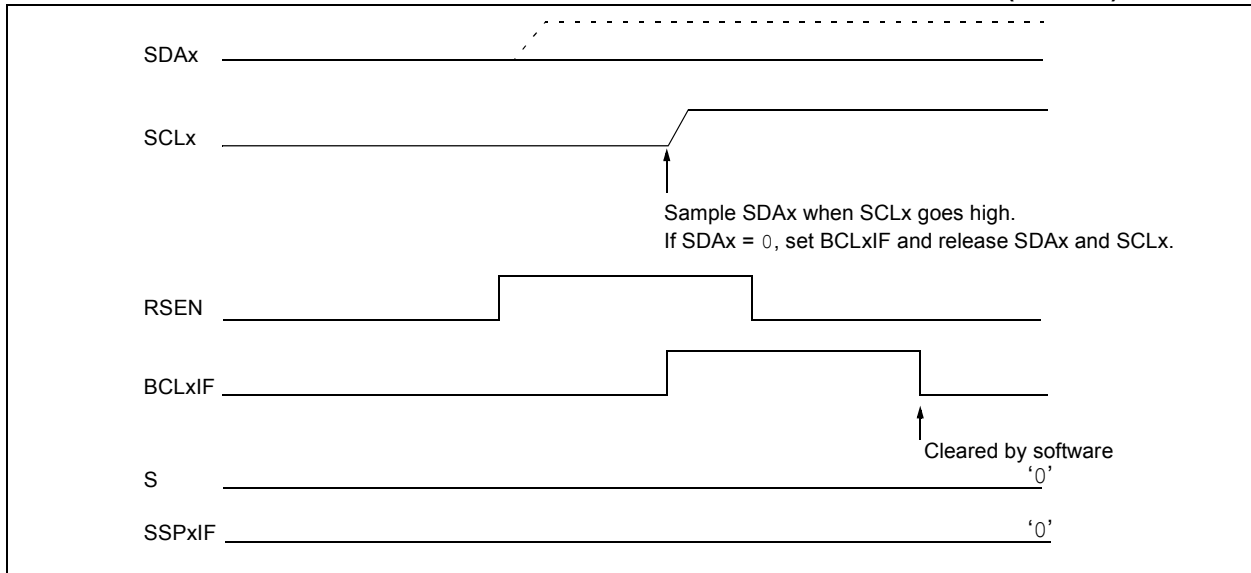 SDAx
SCLx
Sample SDAx when SCLx goes high.
If SDAx = 0, set BCLxIF and release SDAx and SCLx.
RSEN
BCLxIF
Cleared by software
S
‘0’
SSPxIF
‘0’